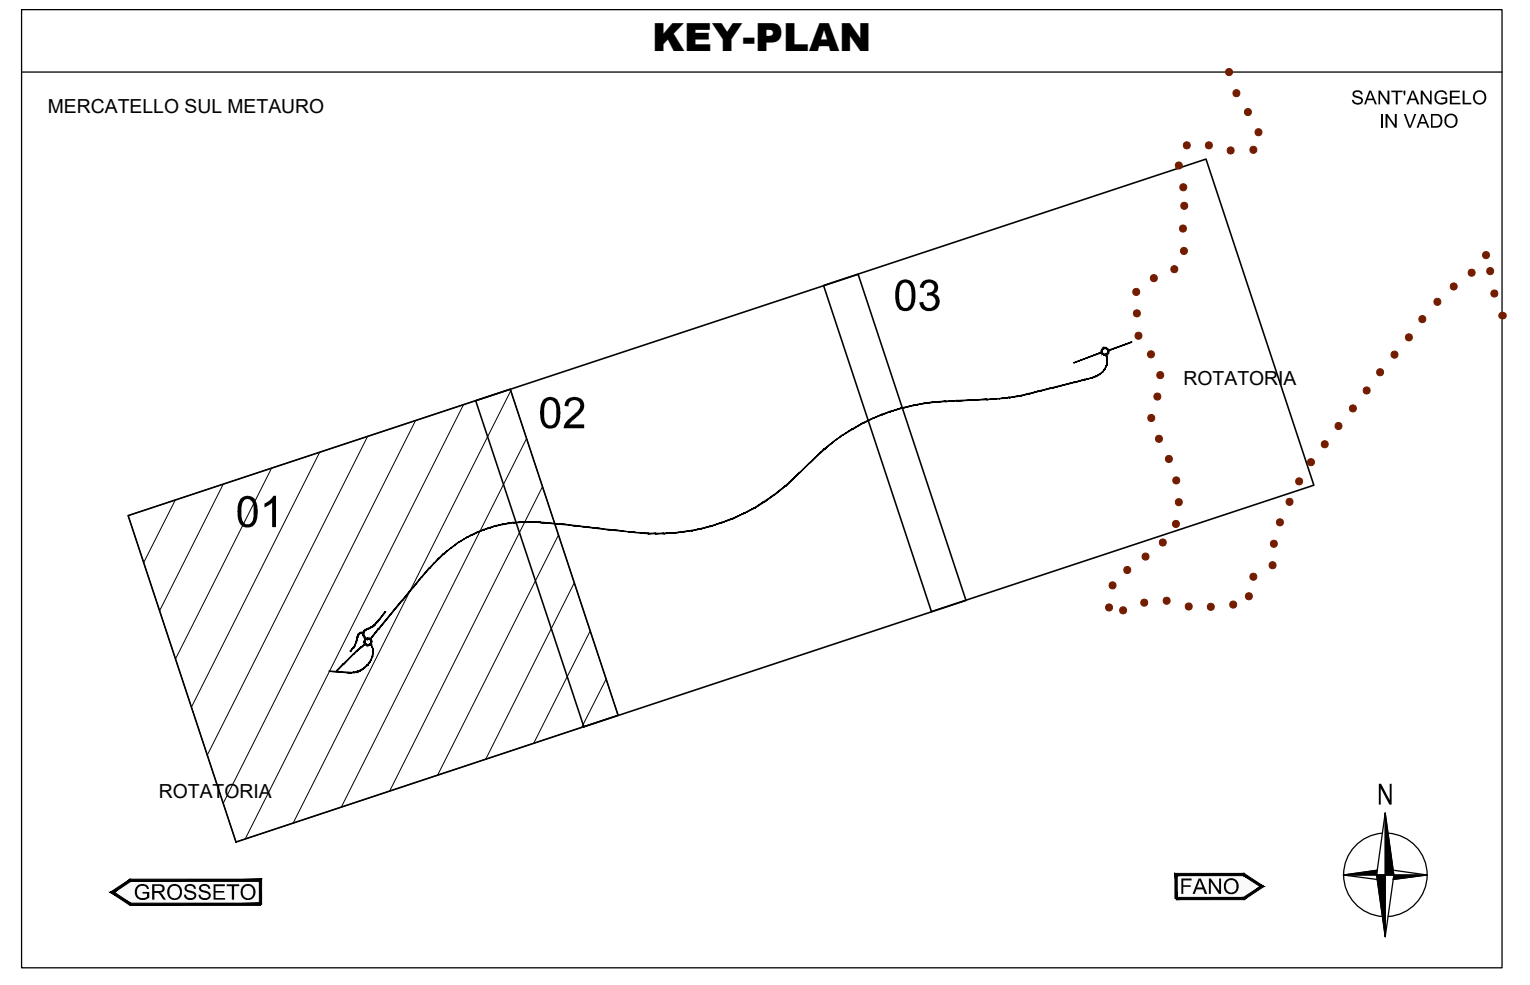 KEY-PLAN
MERCATELLO SUL METAURO
SANT'ANGELO
IN VADO
03
ROTATORIA
02
01
ROTATORIA
N
GROSSETO
FANO